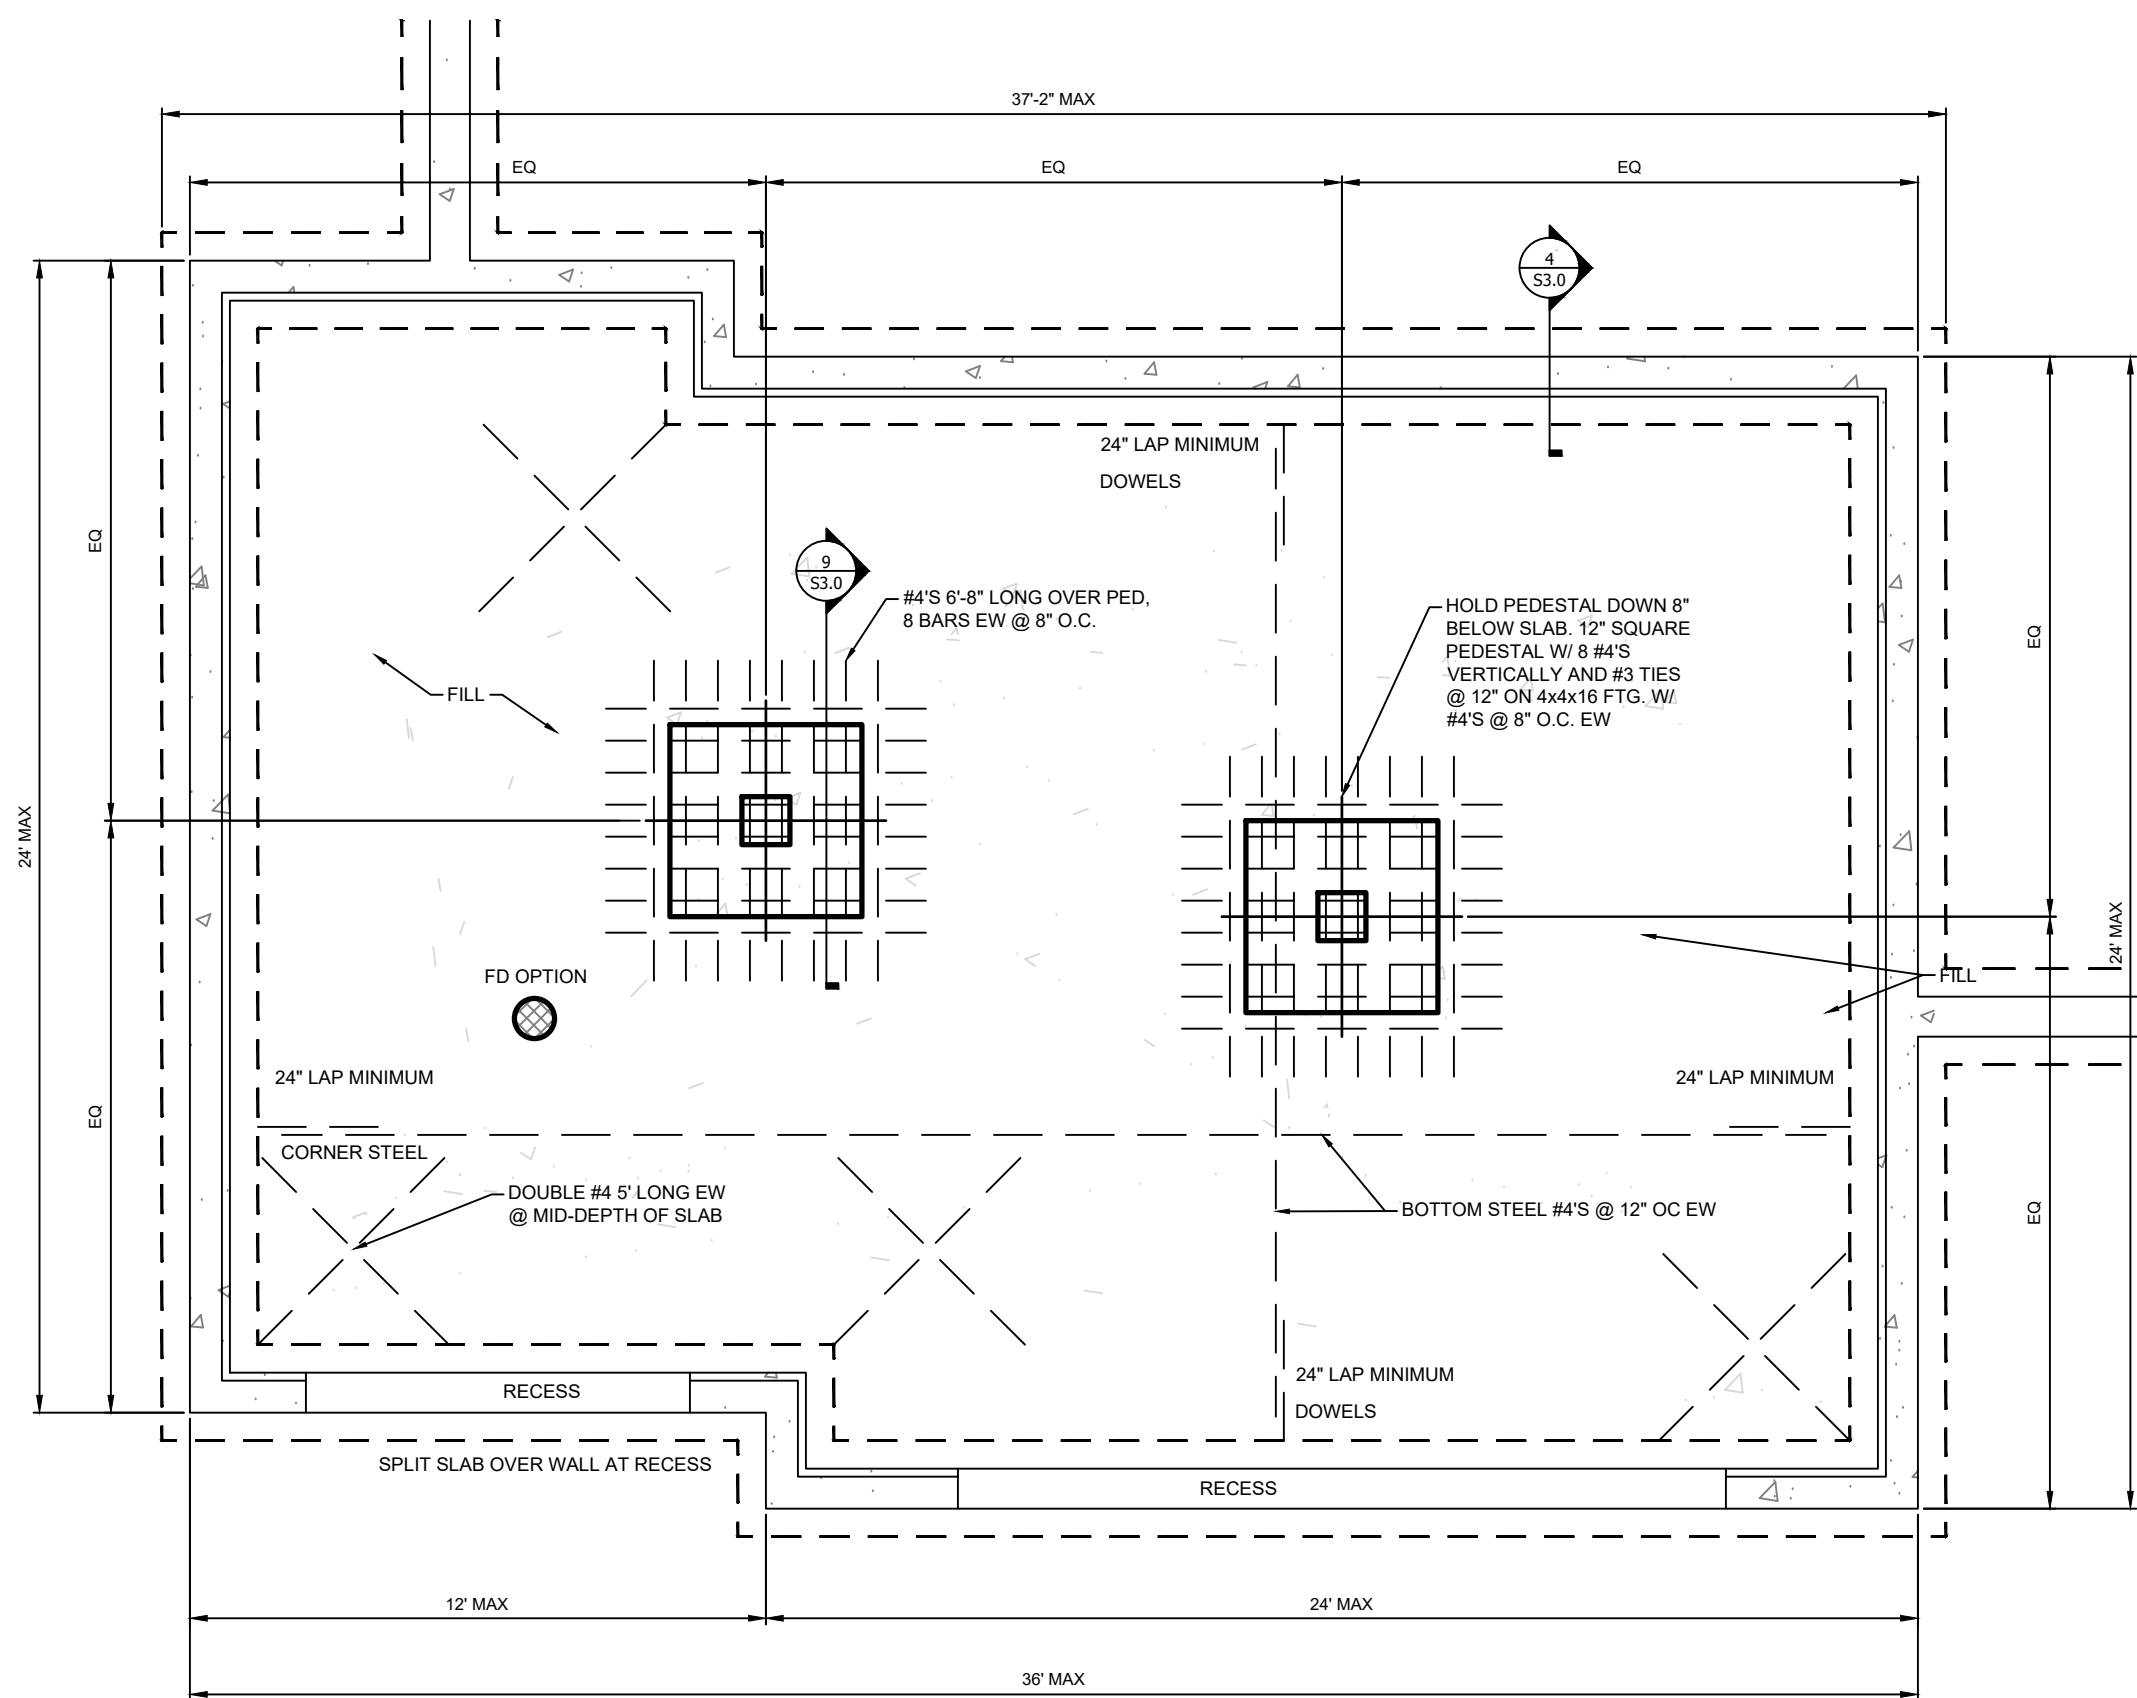 37'-2" MAX
EQ
EQ
EQ
4
S3.0
24" LAP MINIMUM
DOWELS
EQ
9
S3.0
#4'S 6'-8" LONG OVER PED,
8 BARS EW @ 8" O.C.
HOLD PEDESTAL DOWN 8"
BELOW SLAB. 12" SQUARE
PEDESTAL W/ 8 #4'S
VERTICALLY AND #3 TIES
@ 12" ON 4x4x16 FTG. W/
#4'S @ 8" O.C. EW
EQ
FILL
24' MAX
24' MAX
FD OPTION
FILL
24" LAP MINIMUM
24" LAP MINIMUM
EQ
CORNER STEEL
DOUBLE #4 5' LONG EW
@ MID-DEPTH OF SLAB
BOTTOM STEEL #4'S @ 12" OC EW
EQ
24" LAP MINIMUM
DOWELS
RECESS
SPLIT SLAB OVER WALL AT RECESS
RECESS
12' MAX
24' MAX
36' MAX